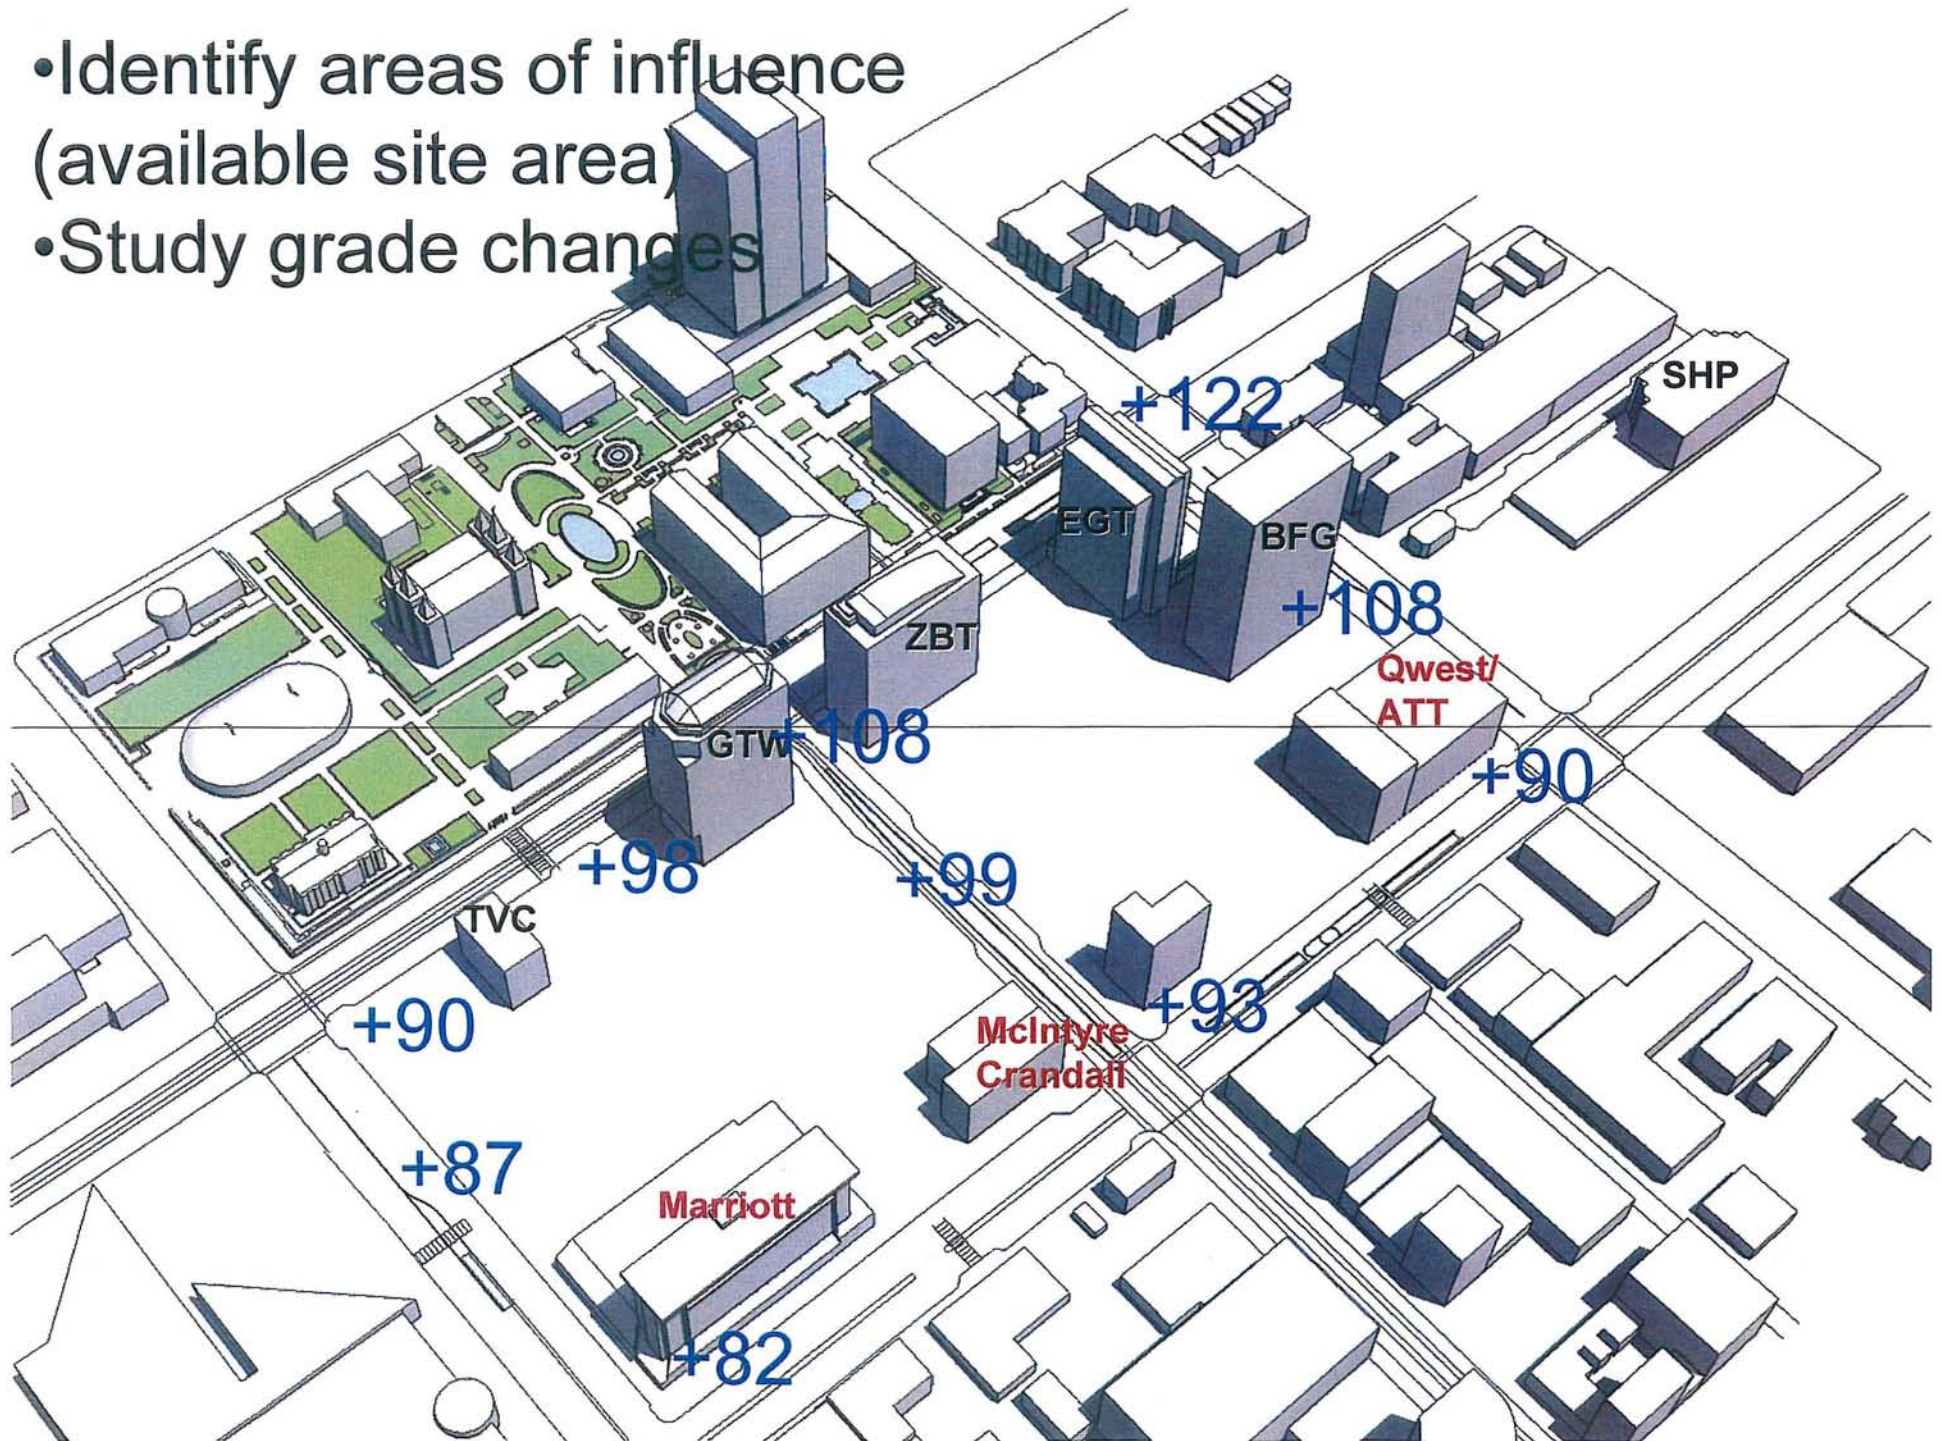 •Identify areas of influence
(available site area)
•Study grade changes
SHP
+122
EGT
BFG
+108
ZBT
Qwest/
ATT
GTW
+108
+90
+98
+99
TVC
+93
+90
McIntyre
Crandall
+87
Marriott
+82